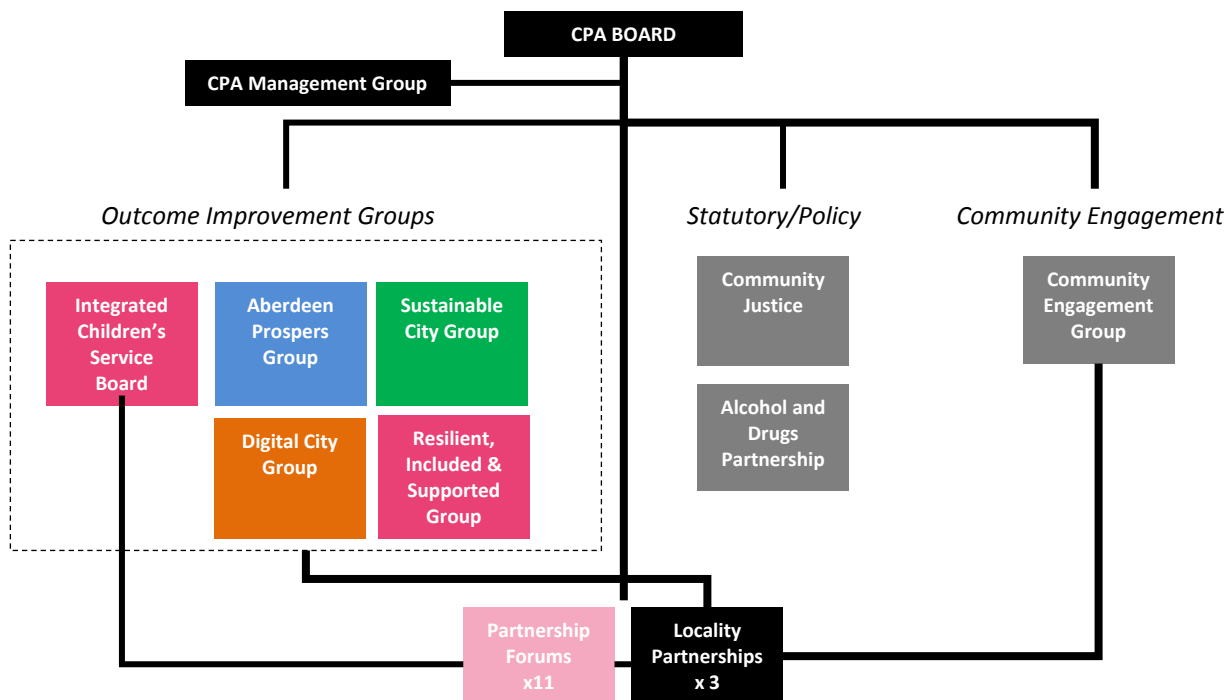 CPA BOARD
CPA Management Group
Outcome Improvement Groups
Statutory/Policy
Community Engagement
Integrated
Children’s
Service
Board
Aberdeen
Prospers
Group
Sustainable
City Group
Community
Justice
Community
Engagement
Group
Digital City
Group
Resilient,
Included &
Supported
Group
Alcohol and
Drugs
Partnership
Partnership
Forums
x11
Locality
Partnerships
x 3